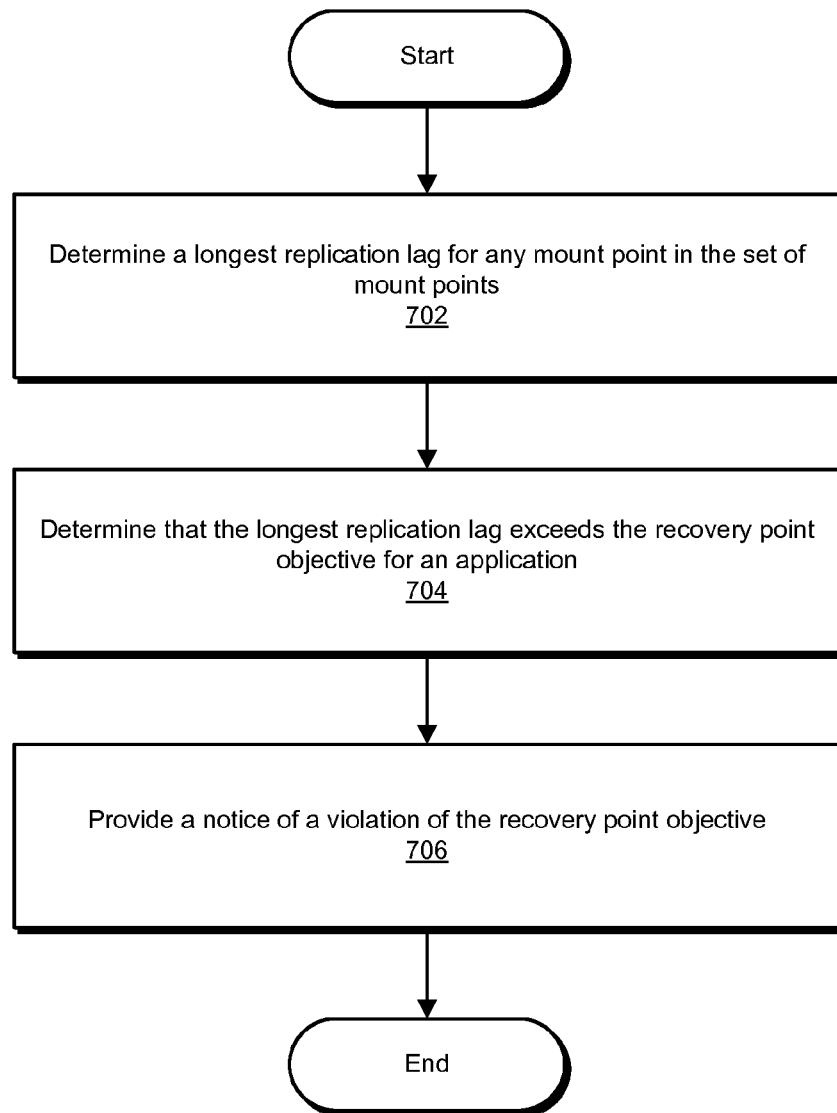 Start
Determine a longest replication lag for any mount point in the set of
mount points
702
Determine that the longest replication lag exceeds the recovery point
objective for an application
704
Provide a notice of a violation of the recovery point objective
706
End